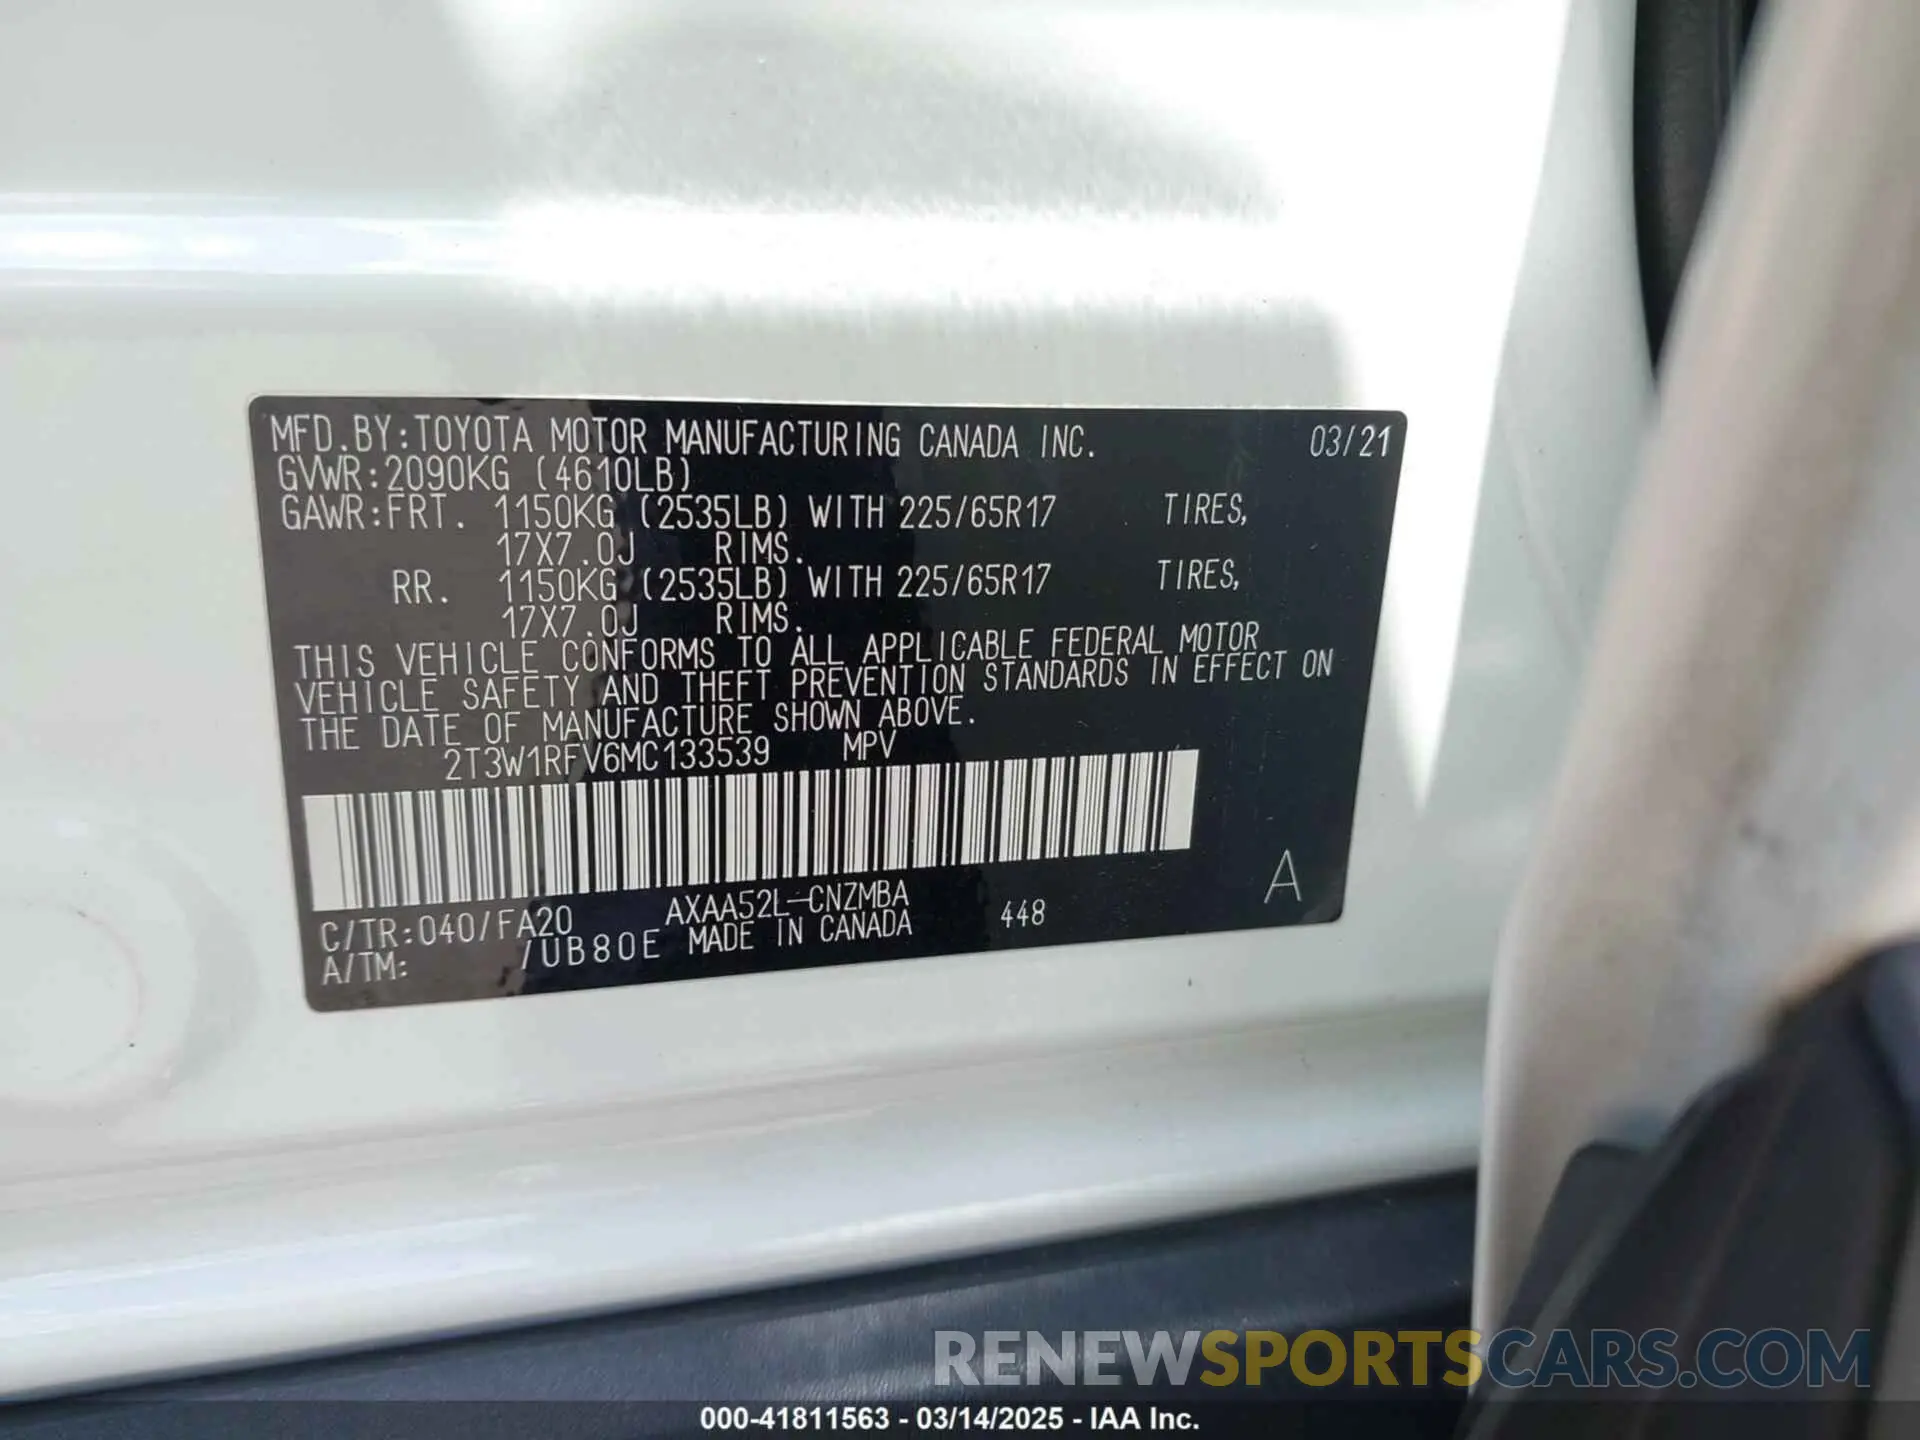 MFD.BY:TOYOTA MOTOR MANUFACTURING CANADA INC. 03/21
GVWR:2090KG (4610LB)
GAWR:FRT. 1150KG (2535LB) WITH 225/65R17 TIRES,
17X7.0J RIMS.
RR. 1150KG (2535LB) WITH 225/65R17 TIRES,
17X7.0J RIMS.
THIS VEHICLE CONFORMS TO ALL APPLICABLE FEDERAL MOTOR
VEHICLE SAFETY AND THEFT PREVENTION STANDARDS IN EFFECT ON
THE DATE OF MANUFACTURE SHOWN ABOVE.
2T3W1RFV6MC133539 MPV
C/TR:040/FA20 AXAA52L-CNZMBA 448 A
A/TM: /UB80E MADE IN CANADA
RENEWSPORTSCARS.COM
000-41811563 - 03/14/2025 - IAA Inc.